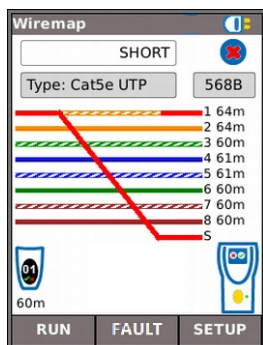 Wiremap
SHORT
Type: Cat5e UTP 568B
1 64m
2 64m
3 60m
4 61m
5 61m
6 60m
7 60m
8 60m
S
01
60m
RUN FAULT SETUP